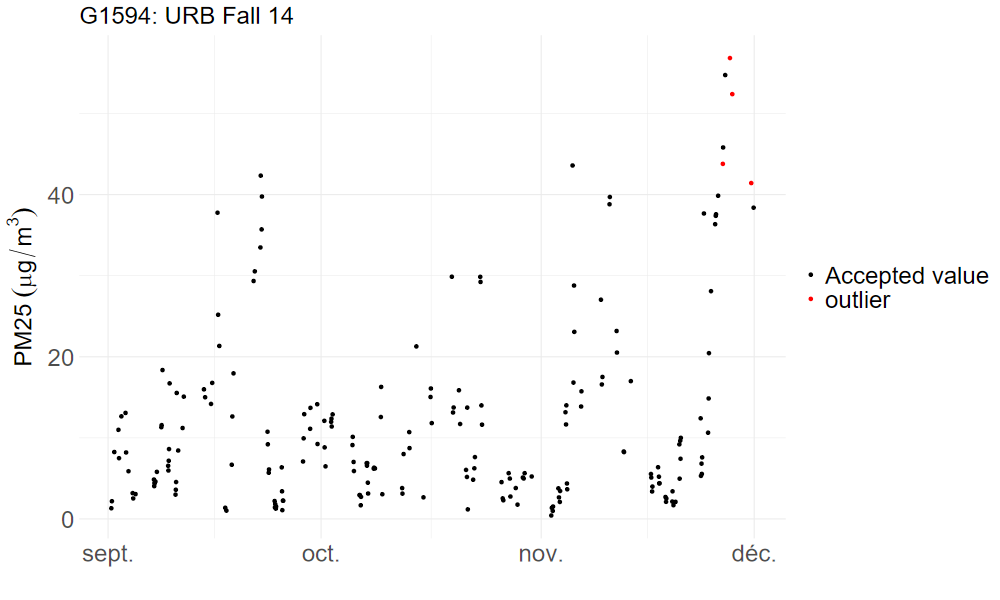 G1594: URB Fall 14
PM25 (μg/m³)
40
20
0
sept.
oct.
nov.
déc.
Accepted value
outlier